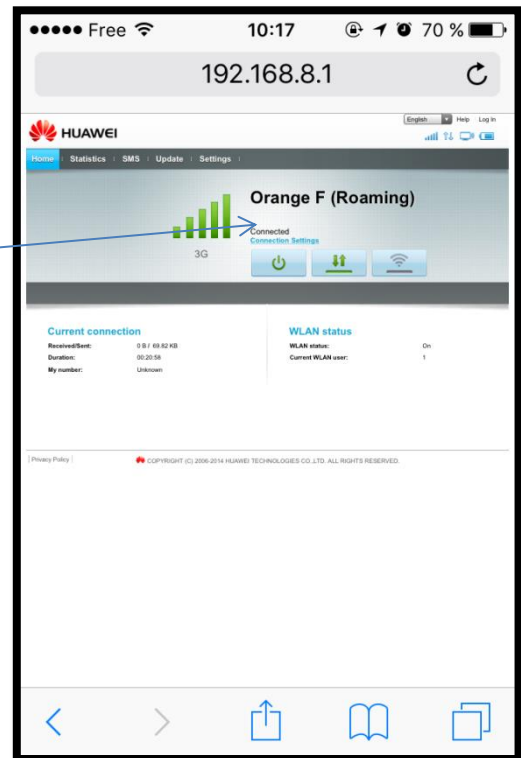 Free 10:17 70 %
192.168.8.1
English Help Log In
HUAWEI
Home Statistics SMS Update Settings
Orange F (Roaming)
Connected
Connection Settings
3G
Current connection WLAN status
Received/Sent: 0 B / 69.82 KB WLAN status: On
Duration: 00:20:58 Current WLAN user: 1
My number: Unknown
Privacy Policy COPYRIGHT (C) 2006-2014 HUAWEI TECHNOLOGIES CO.,LTD. ALL RIGHTS RESERVED.